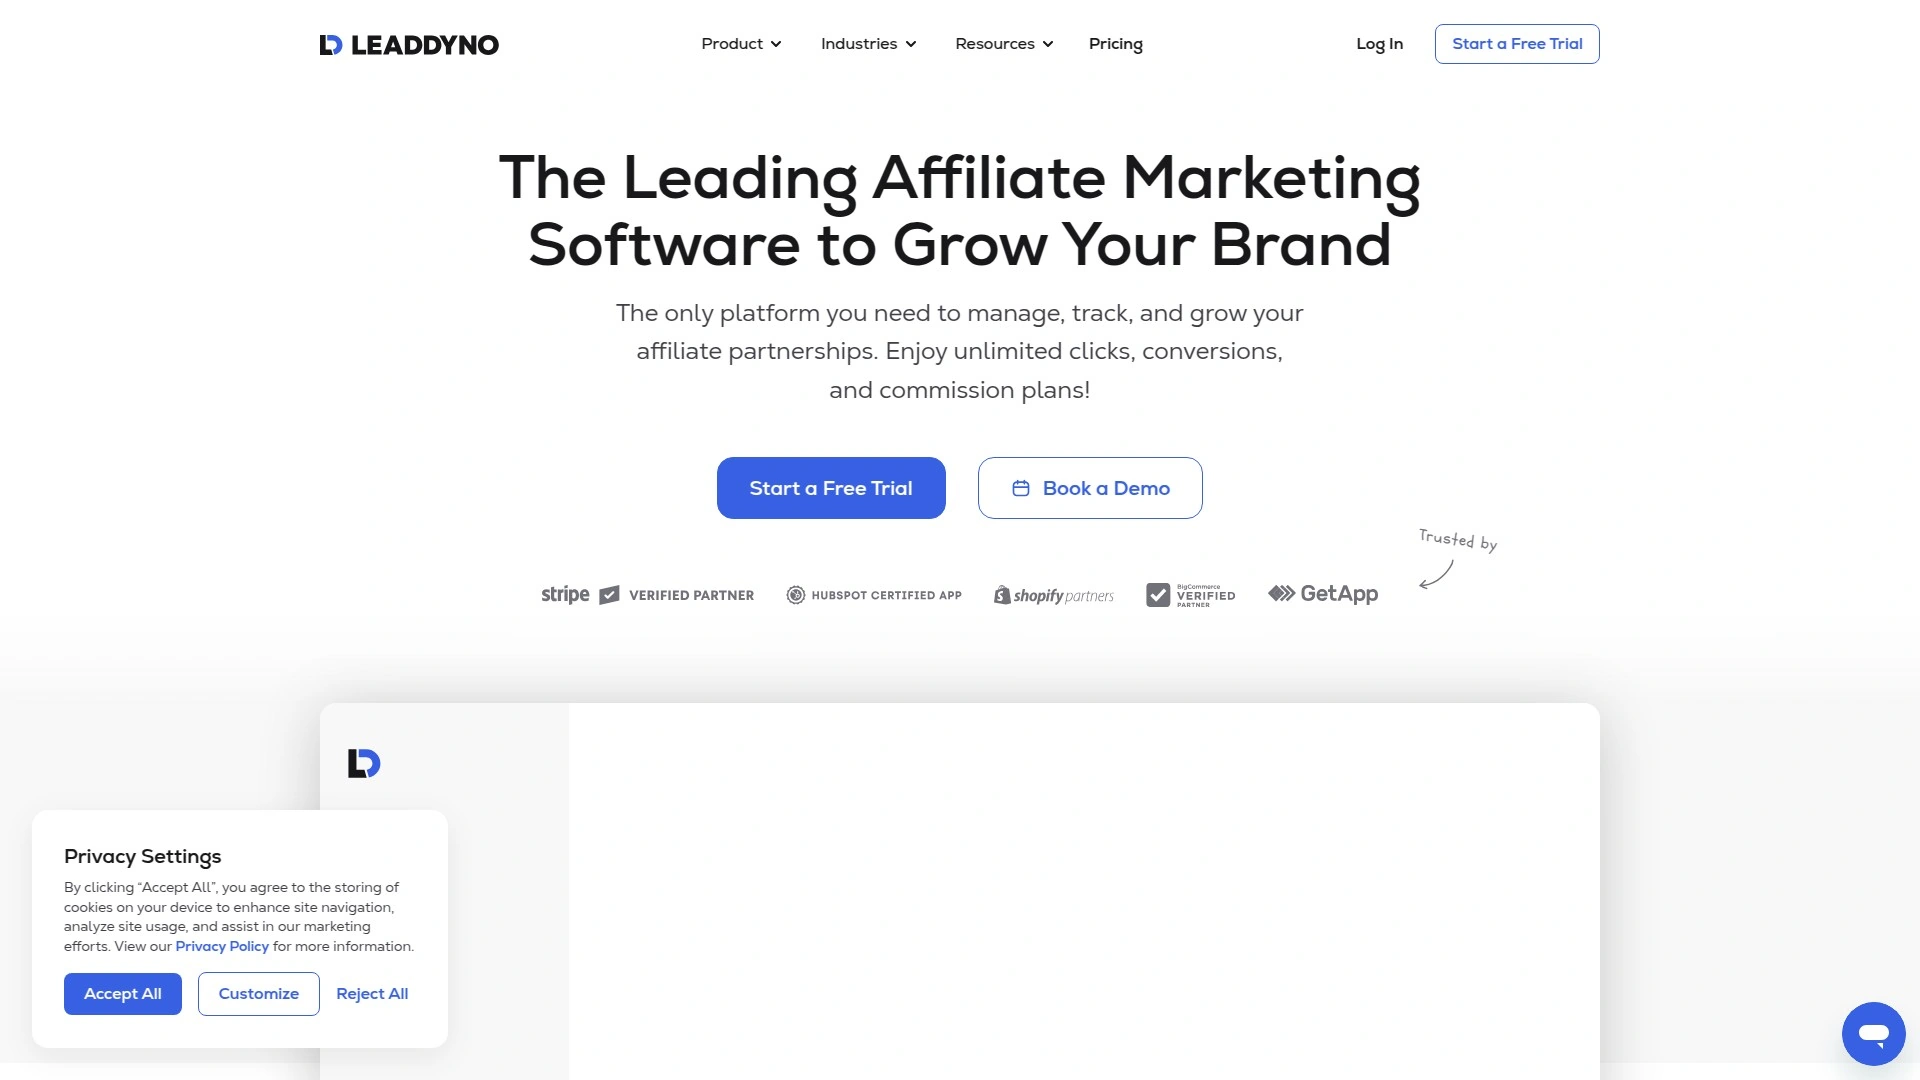 LEADDYNO
Product
Industries
Resources
Pricing
Log In
Start a Free Trial
The Leading Affiliate Marketing
Software to Grow Your Brand
The only platform you need to manage, track, and grow your
affiliate partnerships. Enjoy unlimited clicks, conversions,
and commission plans!
Start a Free Trial
Book a Demo
Trusted by
stripe VERIFIED PARTNER
HUBSPOT CERTIFIED APP
shopify partners
BigCommerce
VERIFIED
PARTNER
GetApp
Privacy Settings
By clicking “Accept All”, you agree to the storing of
cookies on your device to enhance site navigation,
analyze site usage, and assist in our marketing
efforts. View our Privacy Policy for more information.
Accept All
Customize
Reject All